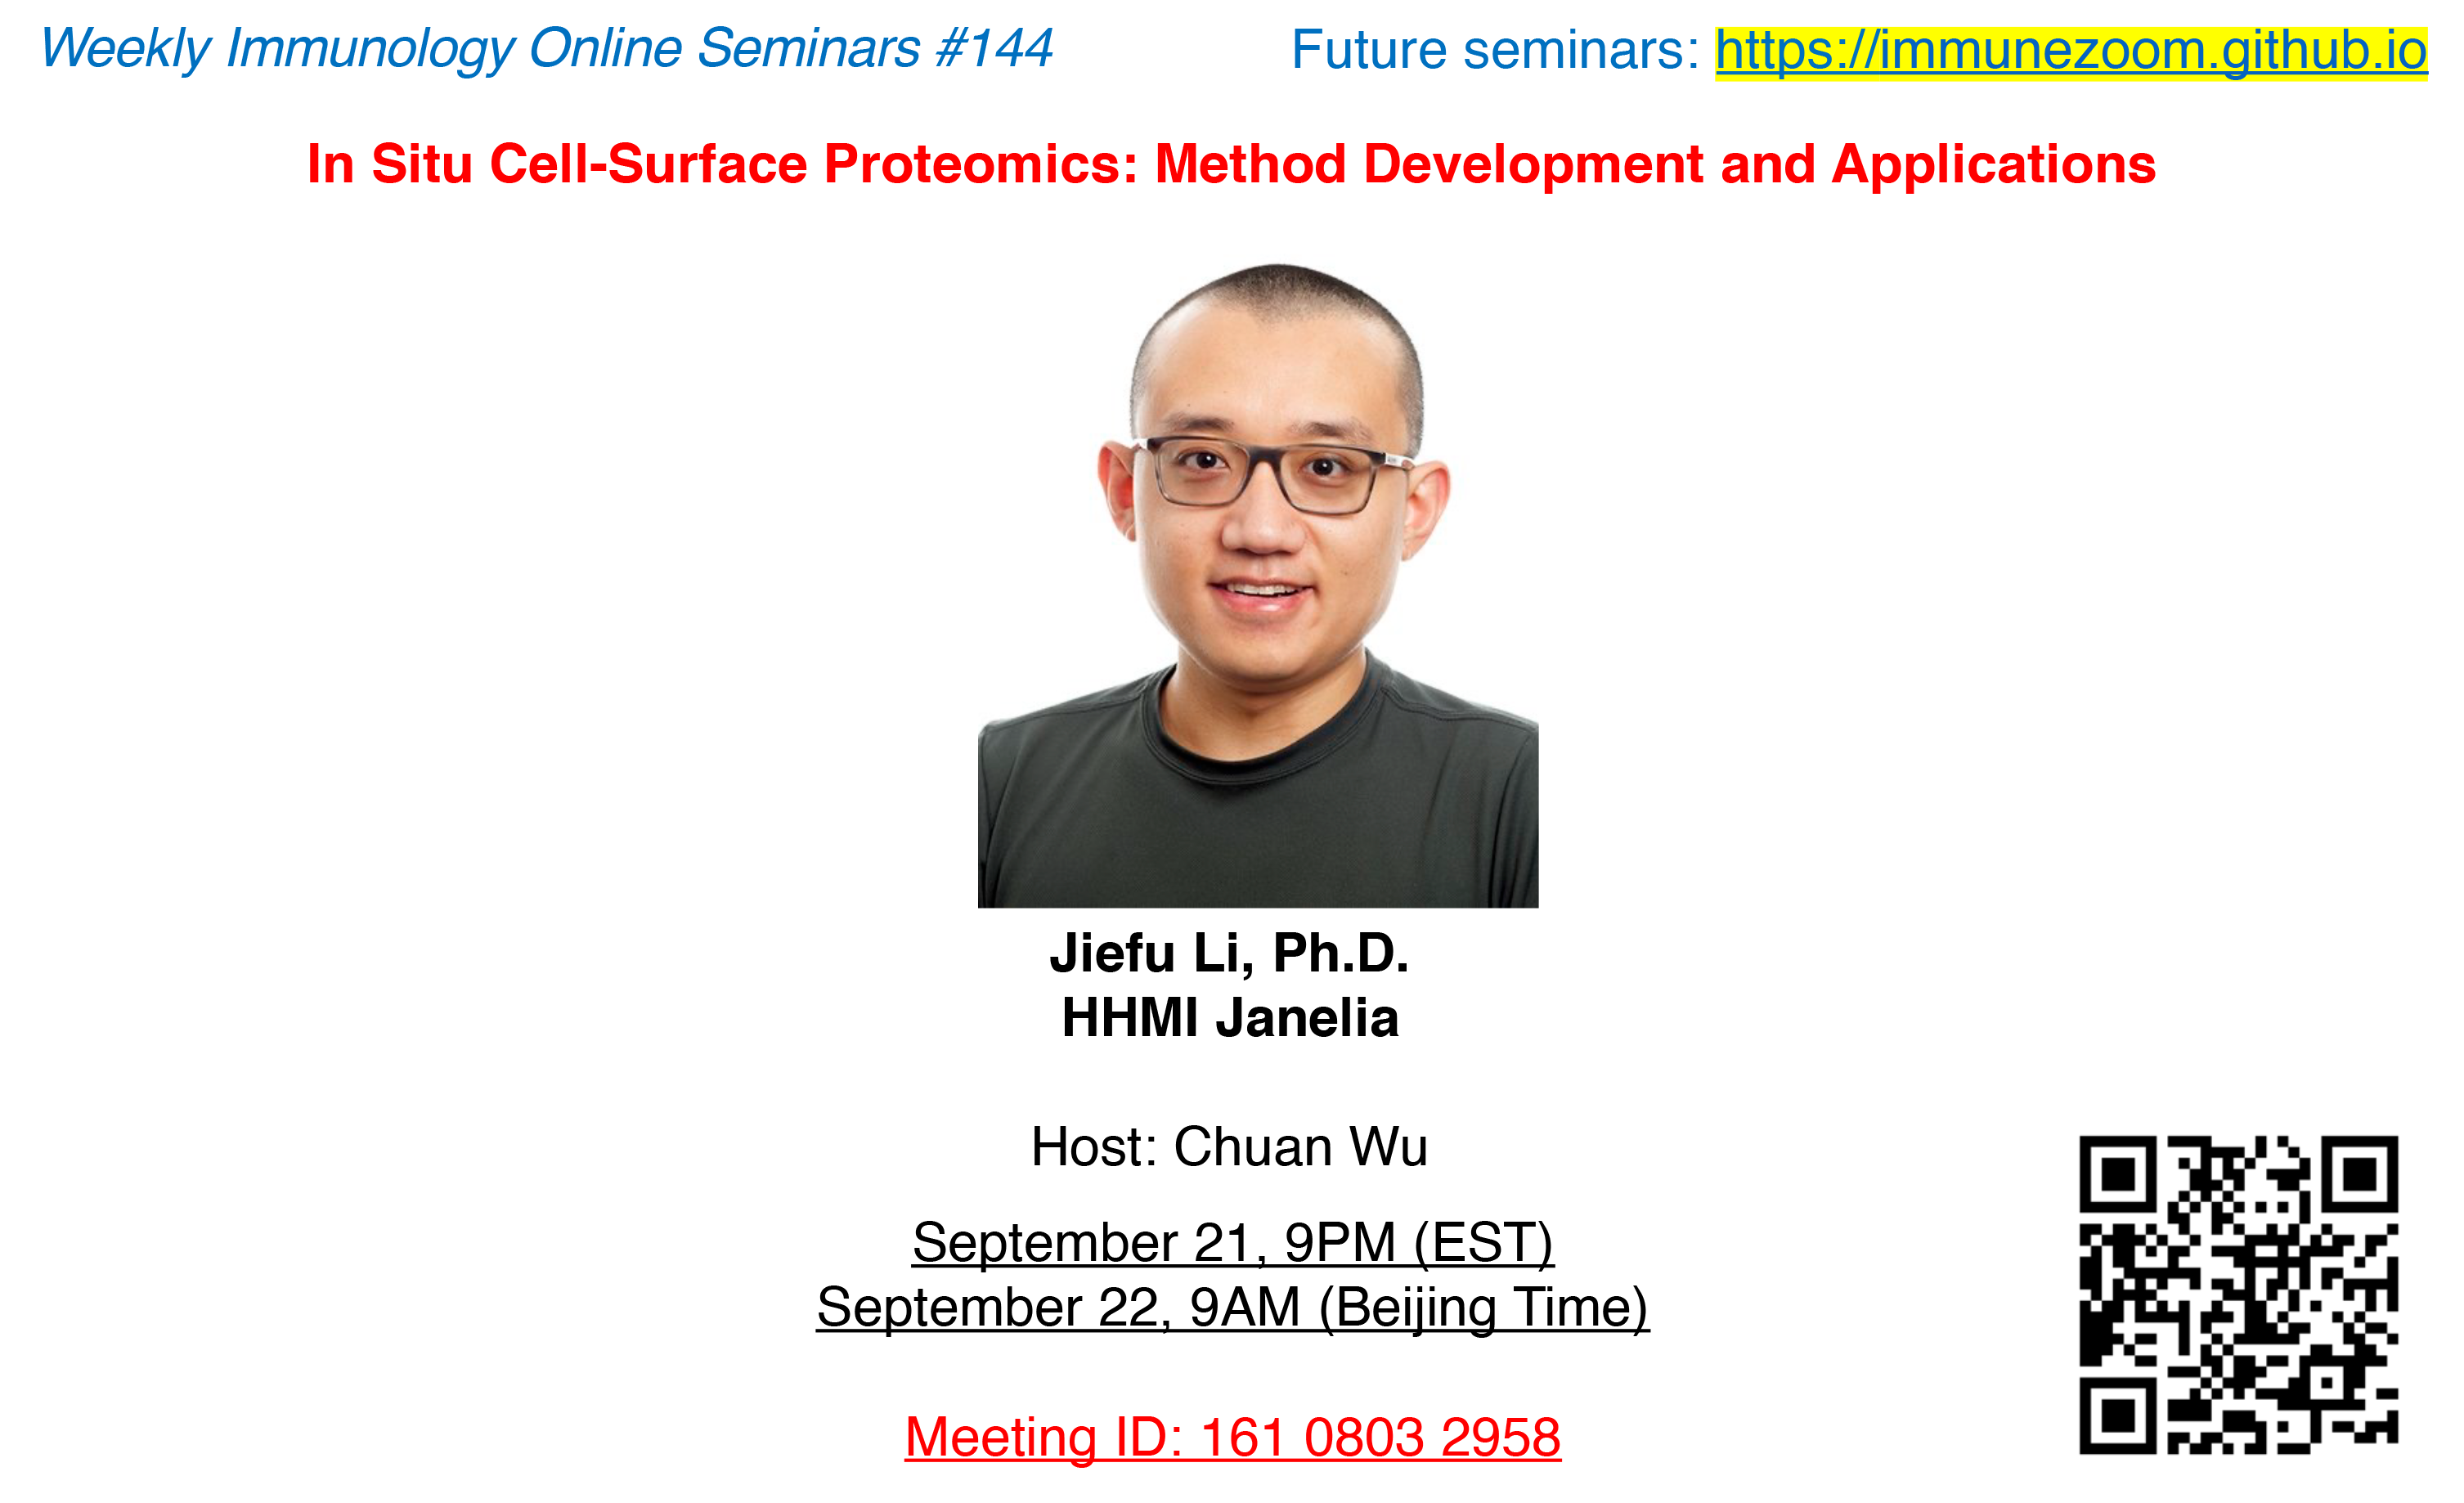 Weekly Immunology Online Seminars #144
Future seminars: https://immunezoom.github.io
In Situ Cell-Surface Proteomics: Method Development and Applications
Jiefu Li, Ph.D.
HHMI Janelia
Host: Chuan Wu
September 21, 9PM (EST)
September 22, 9AM (Beijing Time)
Meeting ID: 161 0803 2958